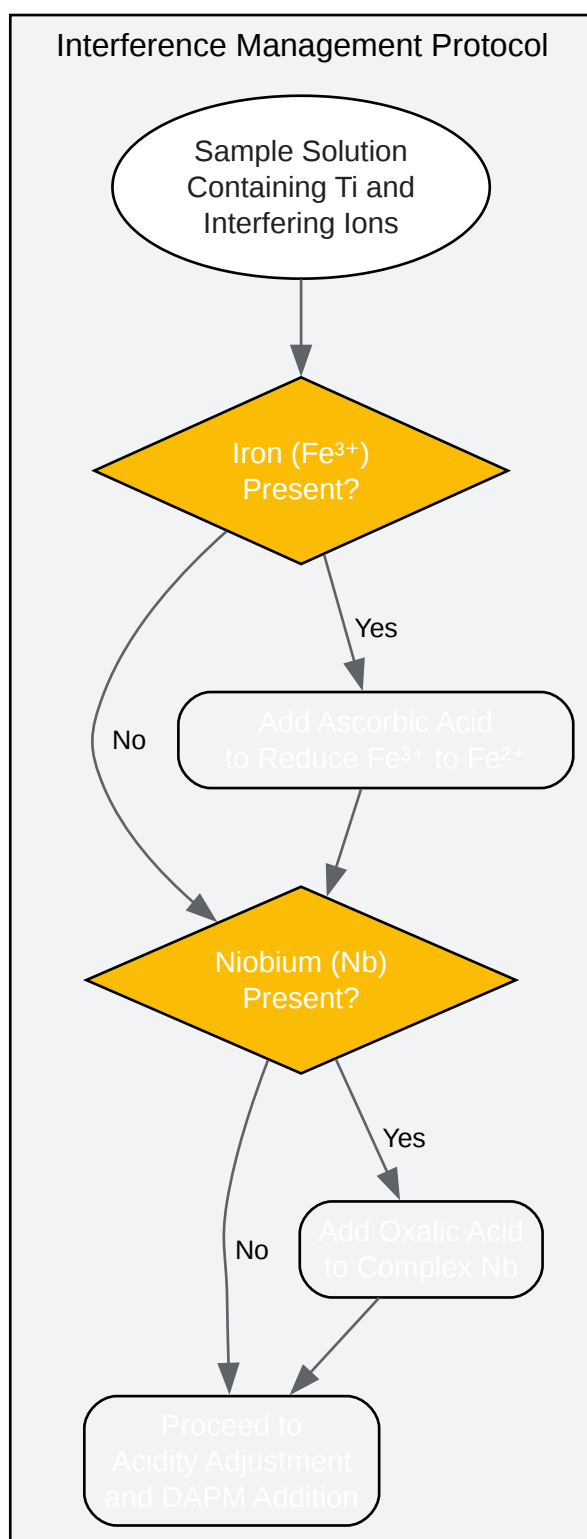 Interference Management Protocol
Sample Solution
Containing Ti and
Interfering Ions
Iron (Fe³⁺)
Present?
Yes
Add Ascorbic Acid
to Reduce Fe³⁺ to Fe²⁺
No
Niobium (Nb)
Present?
Yes
Add Oxalic Acid
to Complex Nb
No
Proceed to
Acidity Adjustment
and DAPM Addition